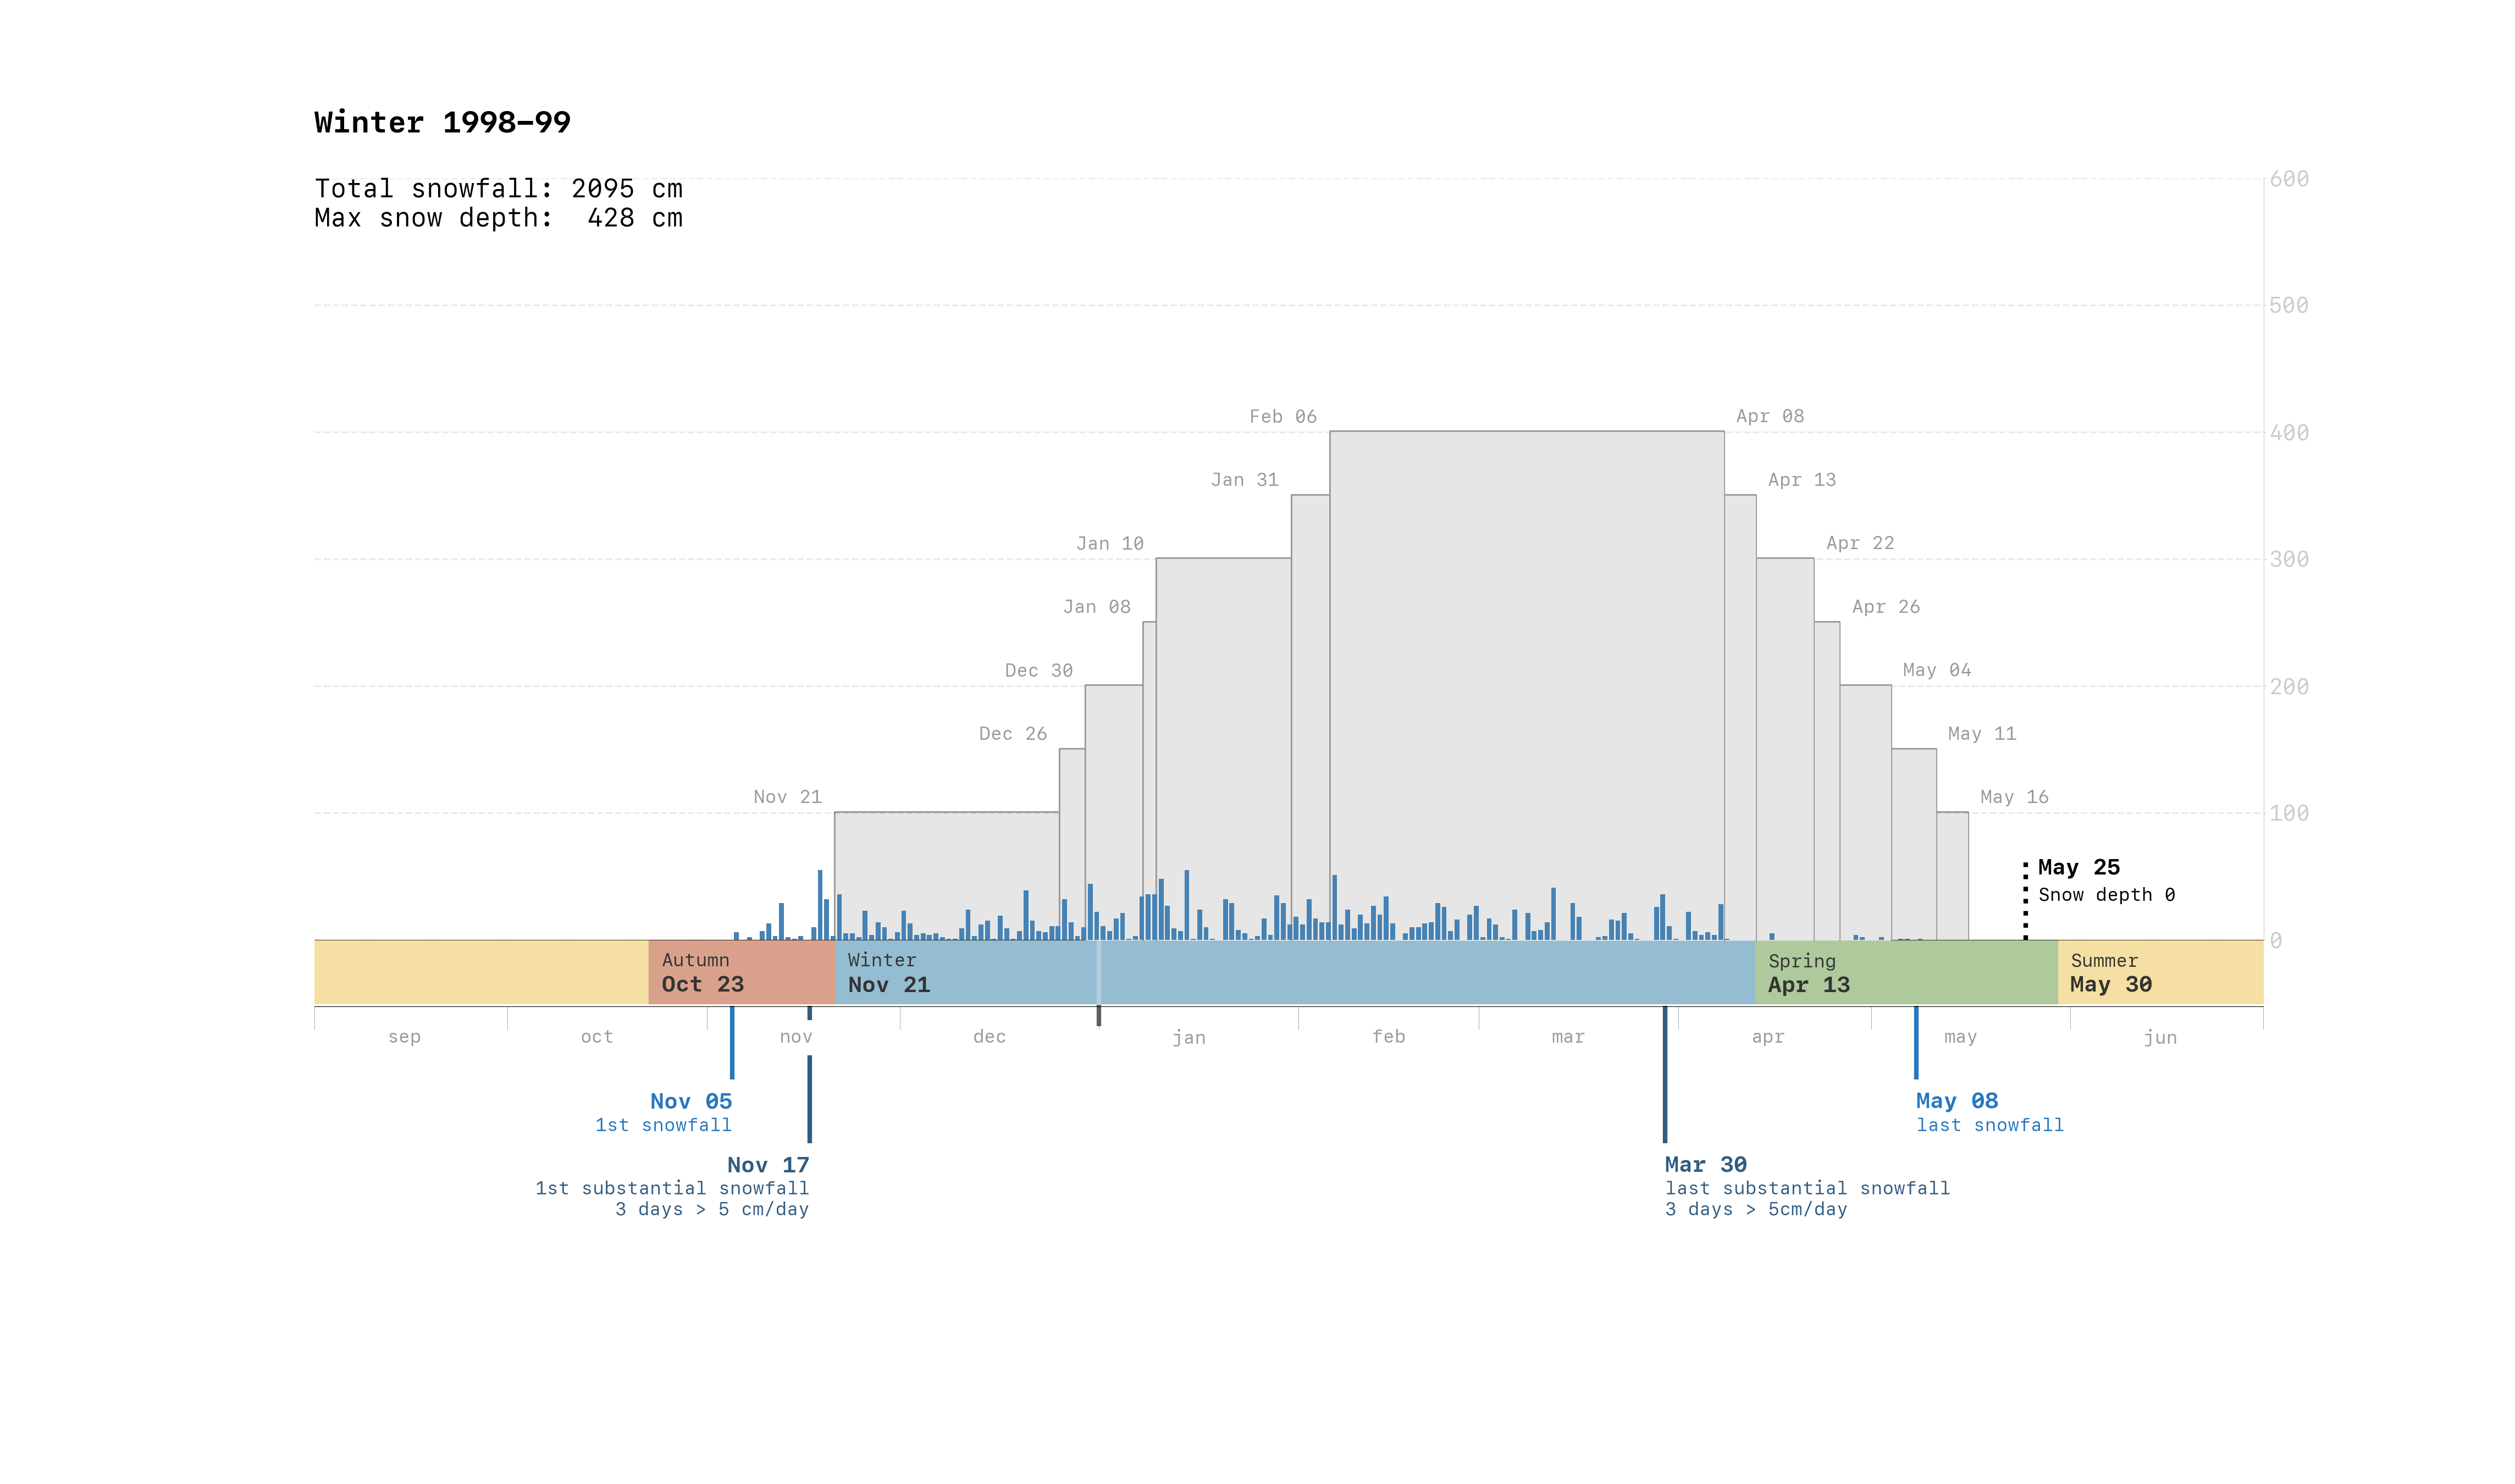 Winter 1998–99
Total snowfall: 2095 cm
Max snow depth:  428 cm
600
500
400
300
200
100
0
Feb 06
Apr 08
Jan 31
Apr 13
Jan 10
Apr 22
Jan 08
Apr 26
Dec 30
May 04
Dec 26
May 11
Nov 21
May 16
May 25
Snow depth 0
Autumn
Oct 23
Winter
Nov 21
Spring
Apr 13
Summer
May 30
sep oct nov dec jan feb mar apr may jun
Nov 05
1st snowfall
Nov 17
1st substantial snowfall
3 days > 5 cm/day
Mar 30
last substantial snowfall
3 days > 5cm/day
May 08
last snowfall